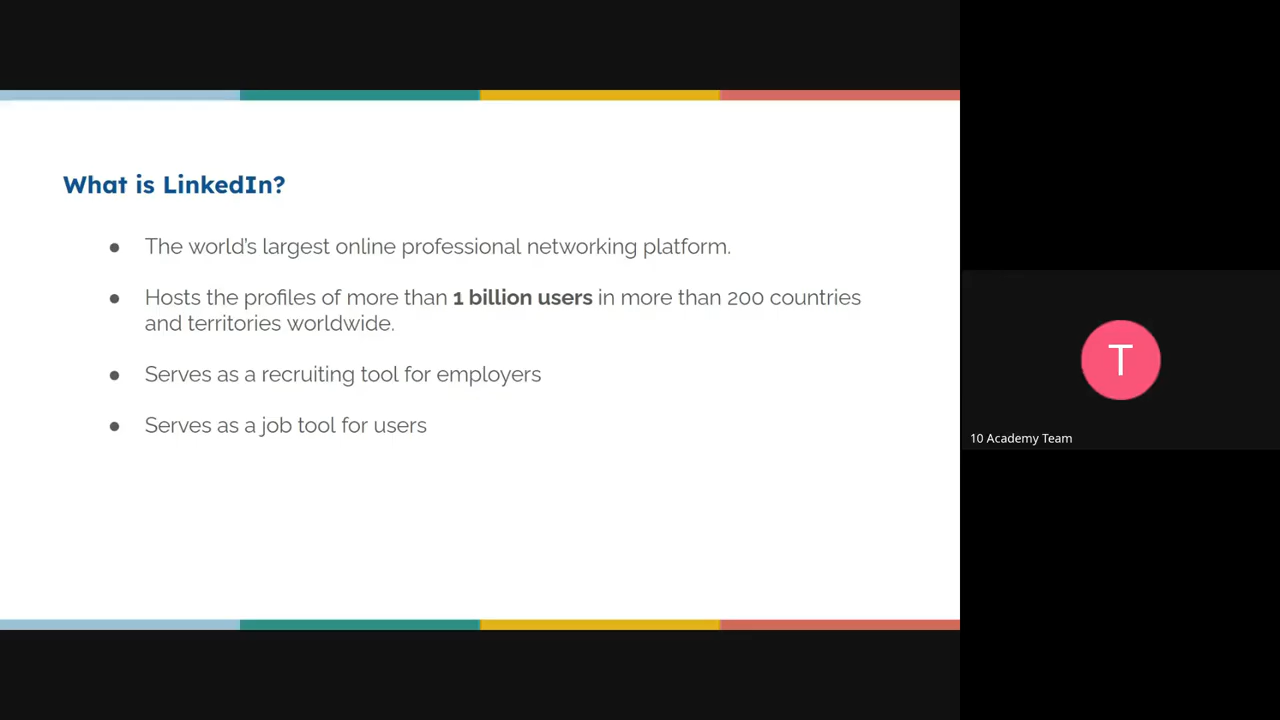 What is LinkedIn?
● The world's largest online professional networking platform.
● Hosts the profiles of more than 1 billion users in more than 200 countries
and territories worldwide.
● Serves as a recruiting tool for employers
● Serves as a job tool for users
T
10 Academy Team